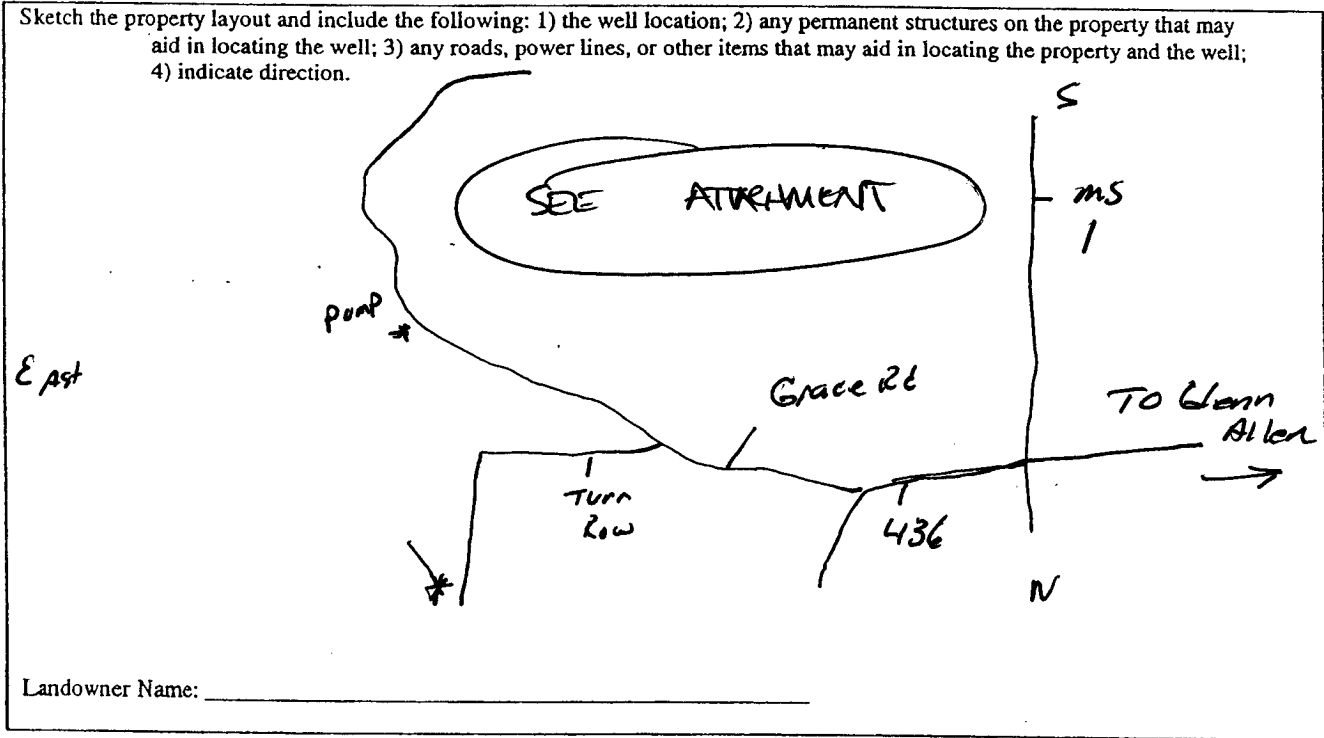 Sketch the property layout and include the following: 1) the well location; 2) any permanent structures on the property that may
aid in locating the well; 3) any roads, power lines, or other items that may aid in locating the property and the well;
4) indicate direction.
S
SEE ATTACHMENT
MS
1
PUMP
East
Grace Rd
To Glenn
Allen
Turn
Row
436
N
Landowner Name: